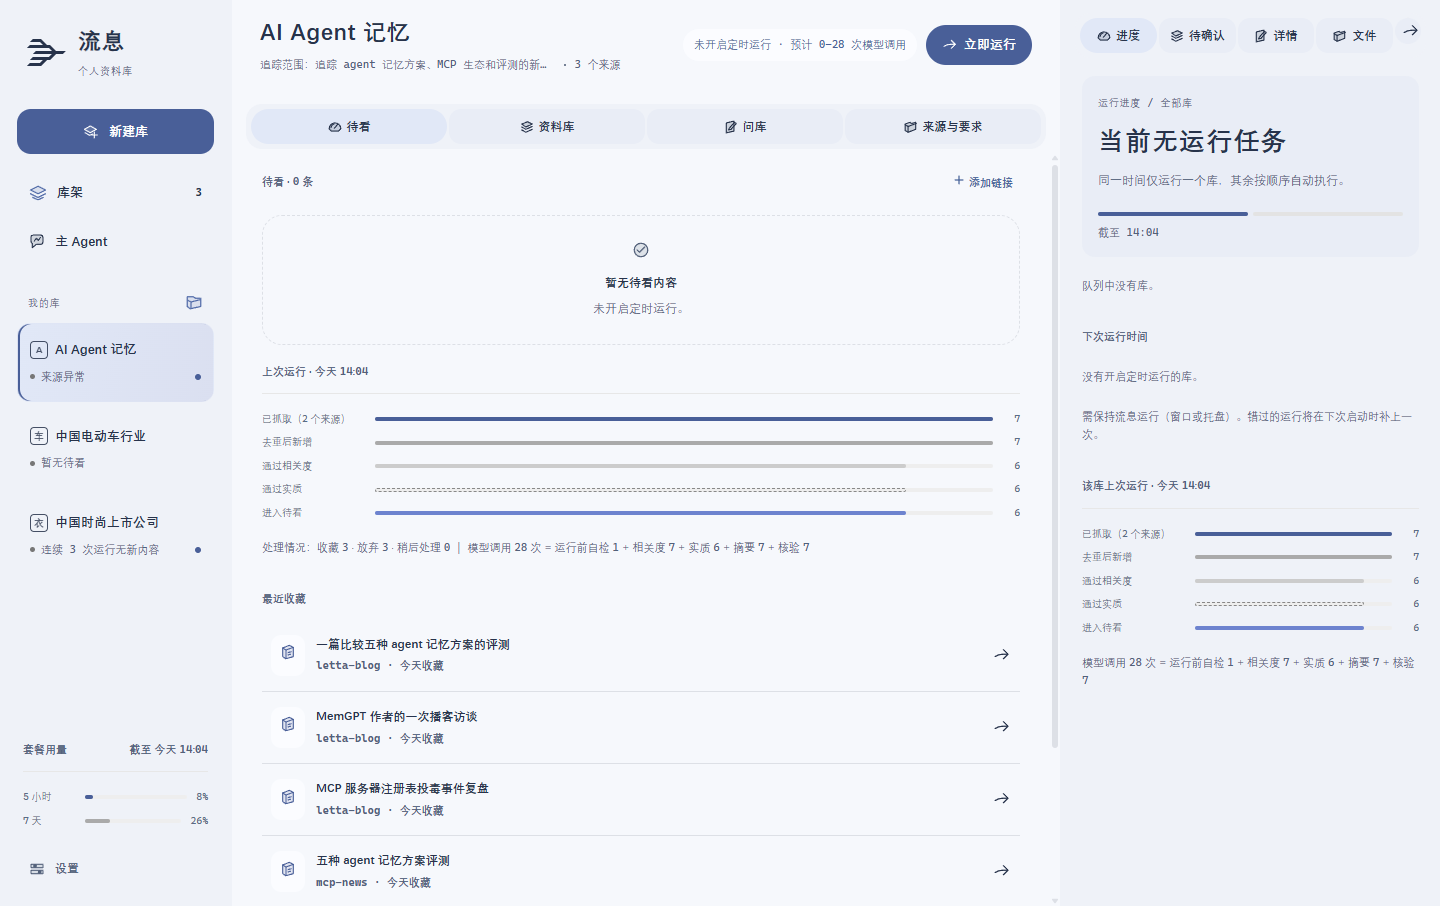 流息
个人资料库
新建库
库架 3
主 Agent
我的库
A AI Agent 记忆
来源异常
车 中国电动车行业
暂无待看
衣 中国时尚上市公司
连续 3 次运行无新内容
套餐用量 截至 今天 14:04
5 小时 8%
7 天 26%
设置
AI Agent 记忆
追踪范围：追踪 agent 记忆方案、MCP 生态和评测的新… · 3 个来源
未开启定时运行 · 预计 0–28 次模型调用
立即运行
待看
资料库
问库
来源与要求
待看 · 0 条
添加链接
暂无待看内容
未开启定时运行。
上次运行 · 今天 14:04
已抓取（2 个来源） 7
去重后新增 7
通过相关度 6
通过实质 6
进入待看 6
处理情况：收藏 3 · 放弃 3 · 稍后处理 0 | 模型调用 28 次 = 运行前自检 1 + 相关度 7 + 实质 6 + 摘要 7 + 核验 7
最近收藏
一篇比较五种 agent 记忆方案的评测
letta-blog · 今天收藏
MemGPT 作者的一次播客访谈
letta-blog · 今天收藏
MCP 服务器注册表投毒事件复盘
letta-blog · 今天收藏
五种 agent 记忆方案评测
mcp-news · 今天收藏
进度
待确认
详情
文件
运行进度 / 全部库
当前无运行任务
同一时间仅运行一个库，其余按顺序自动执行。
截至 14:04
队列中没有库。
下次运行时间
没有开启定时运行的库。
需保持流息运行（窗口或托盘）。错过的运行将在下次启动时补上一
次。
该库上次运行 · 今天 14:04
已抓取（2 个来源） 7
去重后新增 7
通过相关度 6
通过实质 6
进入待看 6
模型调用 28 次 = 运行前自检 1 + 相关度 7 + 实质 6 + 摘要 7 + 核验
7